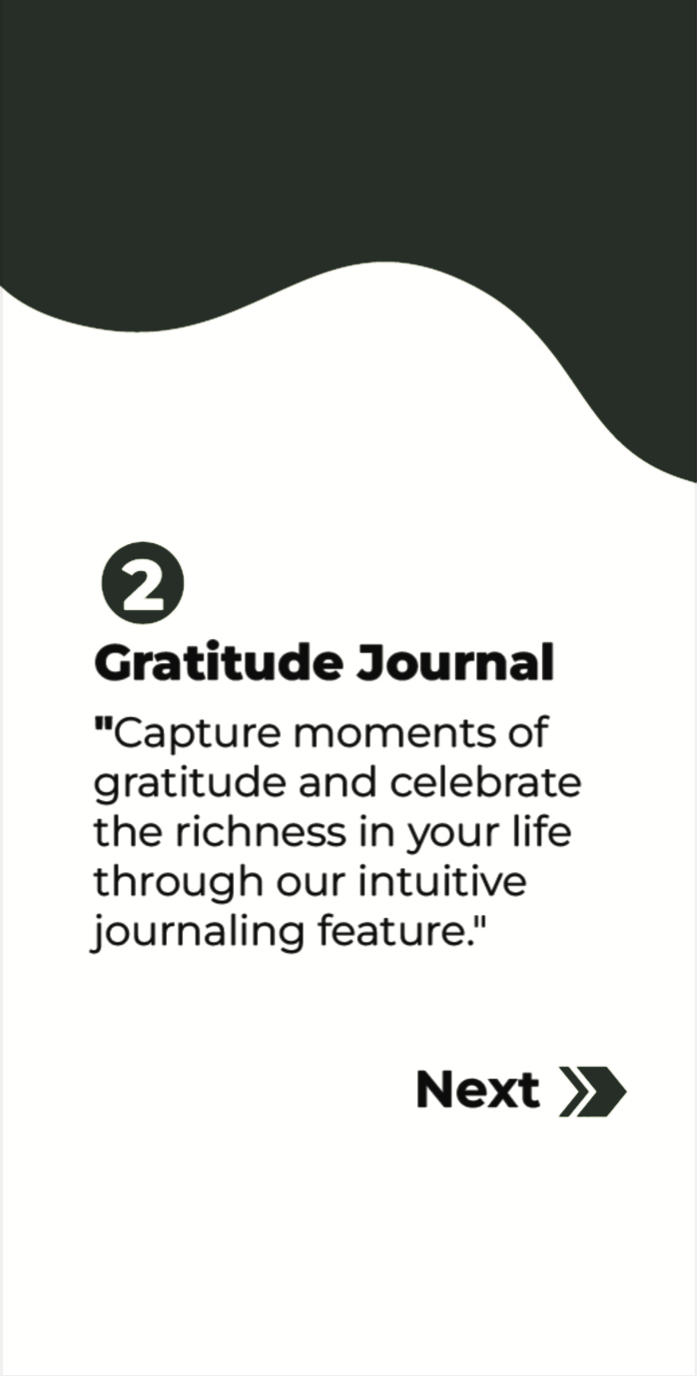 2
Gratitude Journal
"Capture moments of
gratitude and celebrate
the richness in your life
through our intuitive
journaling feature."
Next